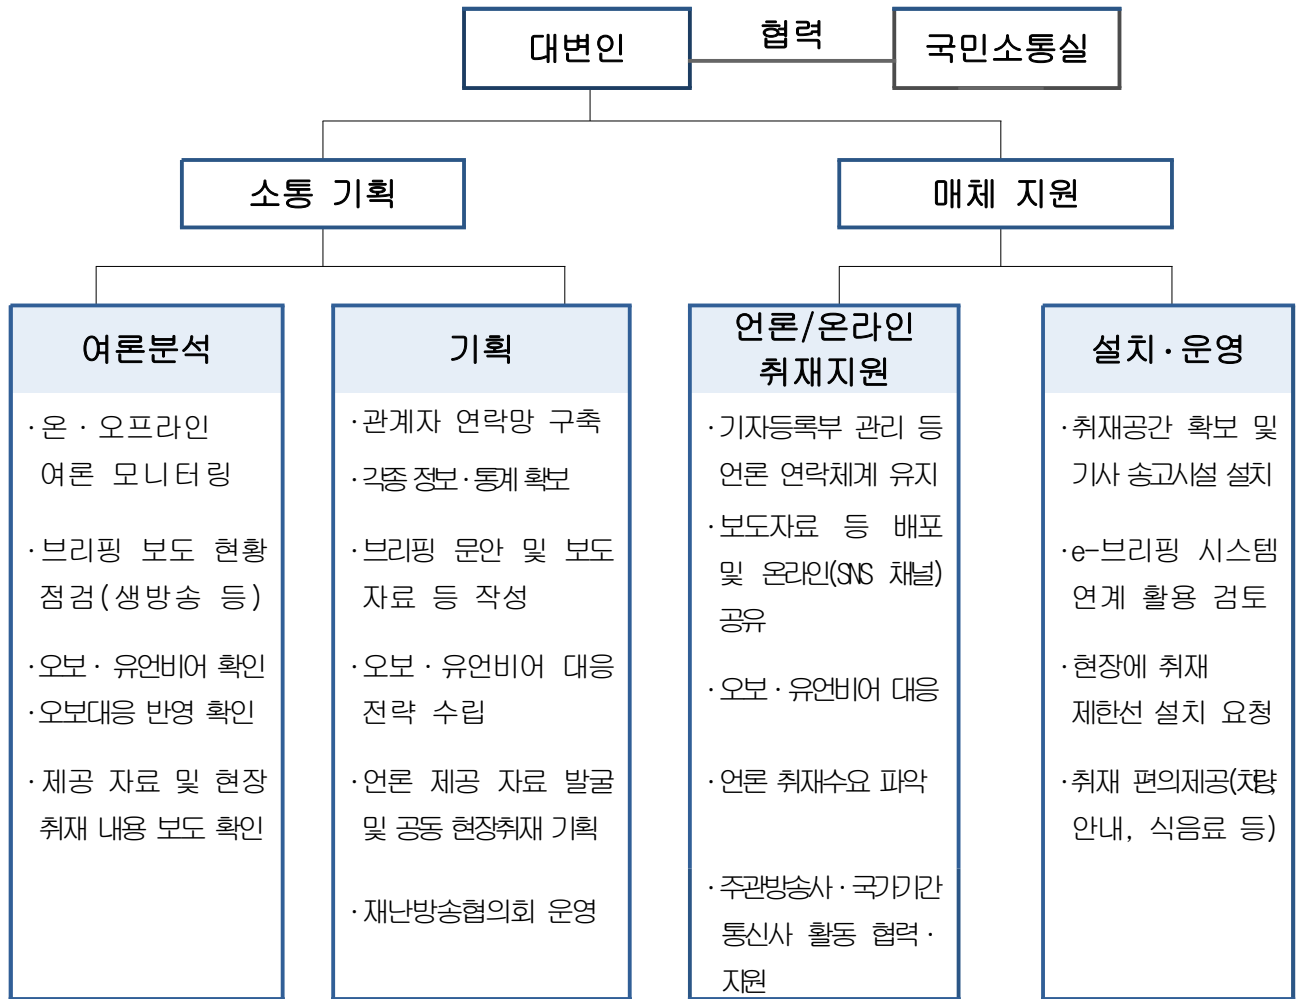 대변인
협력
국민소통실
소통 기획
매체 지원
여론분석
·온 · 오프라인
여론 모니터링
·브리핑 보도 현황
점검(생방송 등)
·오보 · 유언비어 확인
·오보대응 반영 확인
·제공 자료 및 현장
취재 내용 보도 확인
기획
·관계자 연락망 구축
·각종 정보·통계 확보
·브리핑 문안 및 보도
자료 등 작성
·오보 · 유언비어 대응
전략 수립
·언론 제공 자료 발굴
및 공동 현장취재 기획
·재난방송협의회 운영
언론/온라인
취재지원
·기자등록부 관리 등
언론 연락체계 유지
·보도자료 등 배포
및 온라인(SNS 채널)
공유
·오보 · 유언비어 대응
·언론 취재수요 파악
·주관방송사 · 국가기간
통신사 활동 협력 ·
지원
설치·운영
·취재공간 확보 및
기사 송고시설 설치
·e-브리핑 시스템
연계 활용 검토
·현장에 취재
제한선 설치 요청
·취재 편의제공(차량,
안내, 식음료 등)